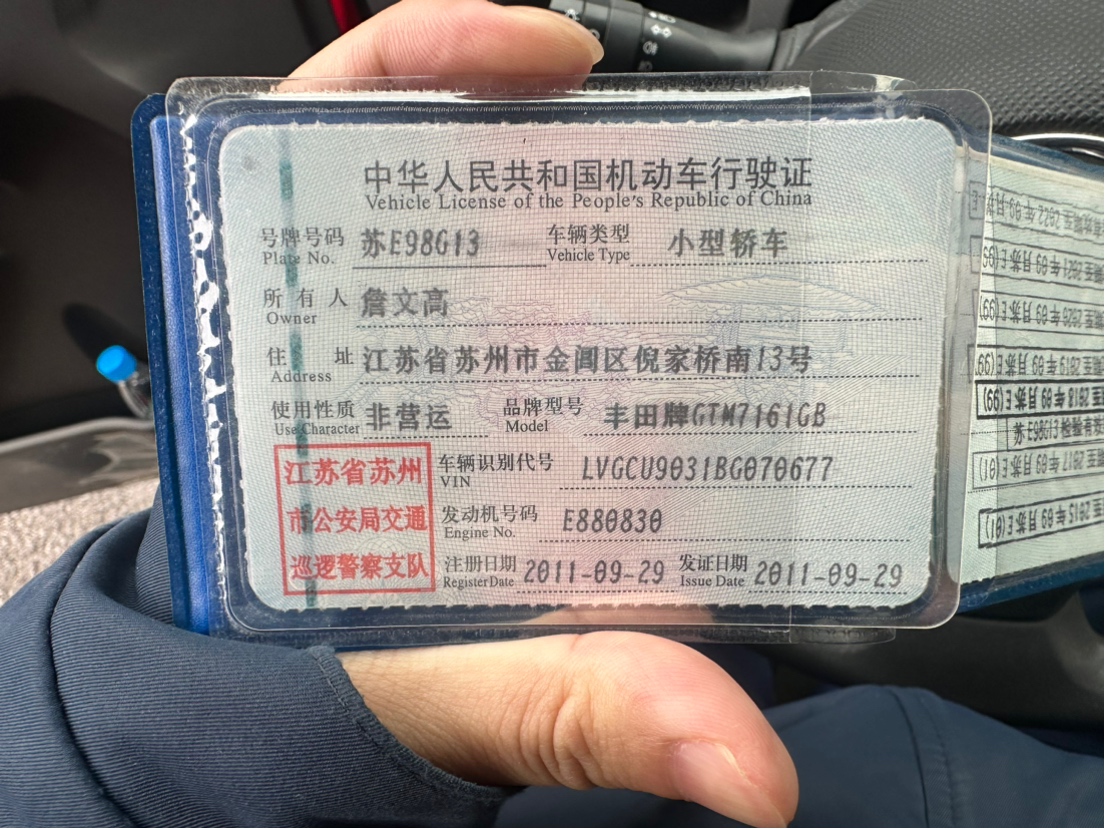 中华人民共和国机动车行驶证
Vehicle License of the People's Republic of China
号牌号码 苏E98G13 车辆类型 小型轿车
Plate No. Vehicle Type
所有人 詹文高
Owner
住址 江苏省苏州市金阊区倪家桥南13号
Address
使用性质 非营运 品牌型号 丰田牌GTM7161GB
Use Character Model
江苏省苏州
市公安局交通
巡逻警察支队
车辆识别代号 LVGCU9031BG070677
VIN
发动机号码 E880830
Engine No.
注册日期 2011-09-29 发证日期 2011-09-29
Register Date Issue Date